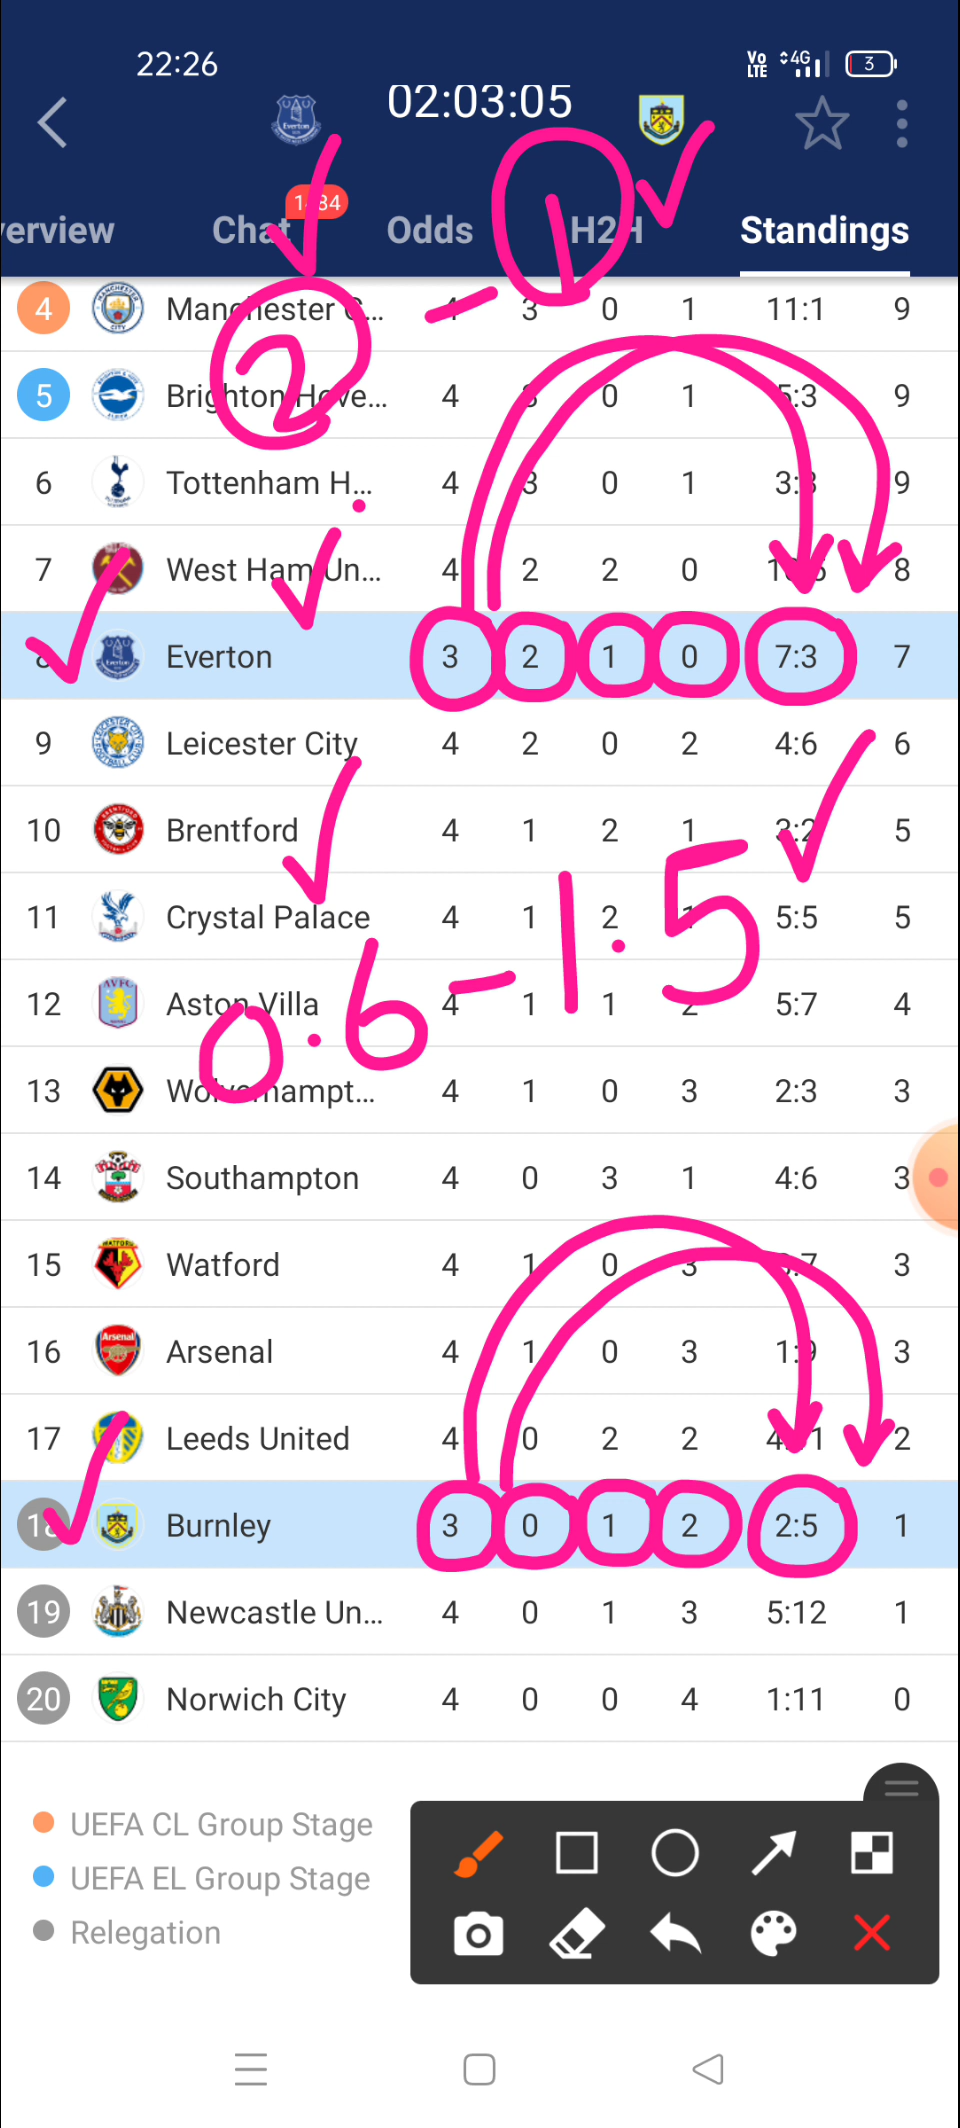 22:26 Vo LTE 4G 3
02:03:05
erview Chat Odds H2H Standings
2 - 1
4 Manchester C... 4 3 0 1 11:1 9
5 Brighton Hove... 4 3 0 1 5:3 9
6 Tottenham H... 4 3 0 1 3:3 9
7 West Ham Un... 4 2 2 0 8
8 Everton 3 2 1 0 7:3 7
9 Leicester City 4 2 0 2 4:6 6
10 Brentford 4 1 2 1 3:2 5
11 Crystal Palace 4 1 2 1 5:5 5
0.6 - 1.5
12 Aston Villa 4 1 1 2 5:7 4
13 Wolverhampt... 4 1 0 3 2:3 3
14 Southampton 4 0 3 1 4:6 3
15 Watford 4 1 0 3 3
16 Arsenal 4 1 0 3 1:9 3
17 Leeds United 4 0 2 2 2
18 Burnley 3 0 1 2 2:5 1
19 Newcastle Un... 4 0 1 3 5:12 1
20 Norwich City 4 0 0 4 1:11 0
UEFA CL Group Stage
UEFA EL Group Stage
Relegation